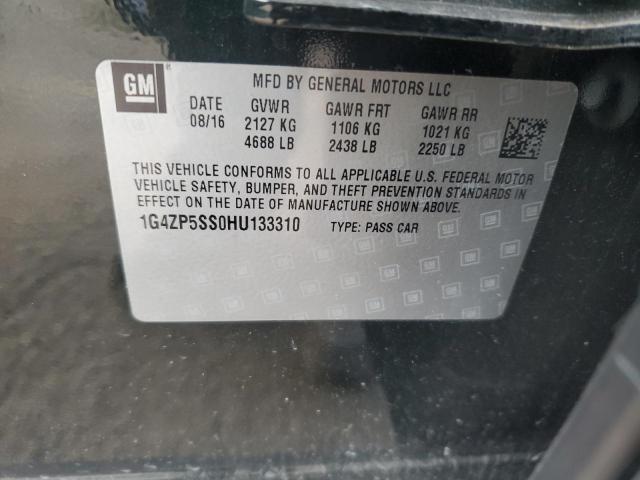 GM
MFD BY GENERAL MOTORS LLC
DATE GVWR GAWR FRT GAWR RR
08/16 2127 KG 1106 KG 1021 KG
4688 LB 2438 LB 2250 LB
THIS VEHICLE CONFORMS TO ALL APPLICABLE U.S. FEDERAL MOTOR
VEHICLE SAFETY, BUMPER, AND THEFT PREVENTION STANDARDS IN
EFFECT ON THE DATE OF MANUFACTURE SHOWN ABOVE.
1G4ZP5SS0HU133310 TYPE: PASS CAR